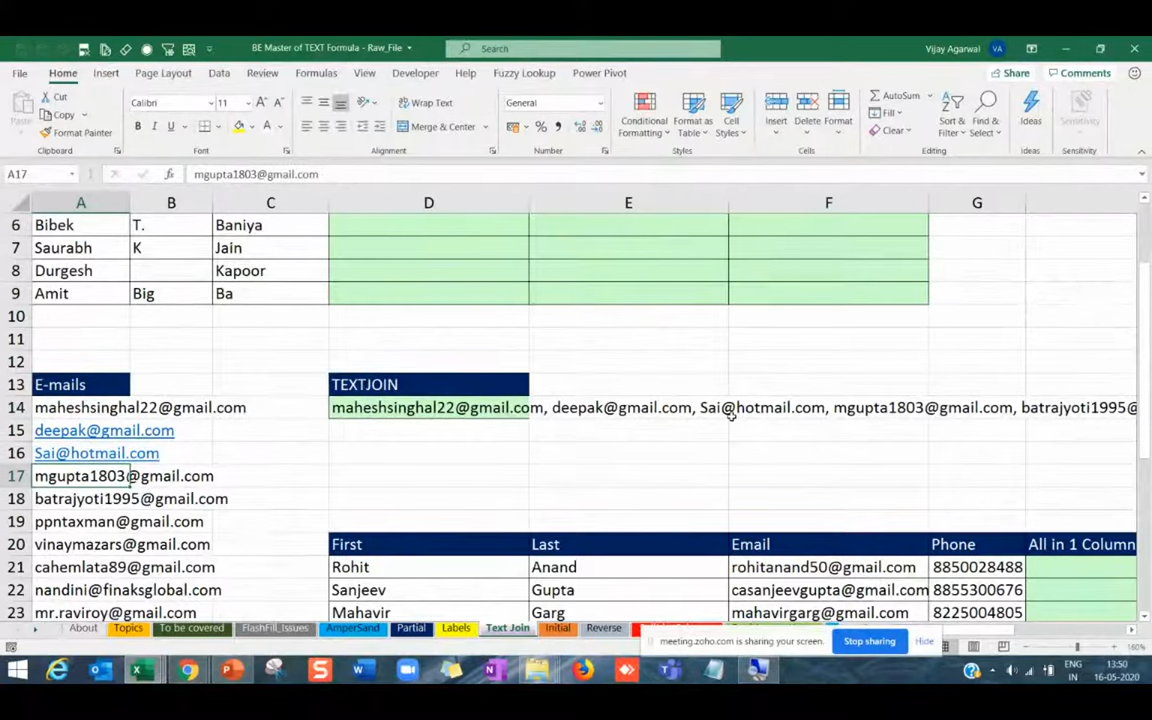 BE Master of TEXT Formula - Raw_File
Search
Vijay Agarwal
VA
File Home Insert Page Layout Data Review Formulas View Developer Help Fuzzy Lookup Power Pivot Share Comments
Paste
Cut
Copy
Format Painter
Clipboard
Calibri 11
B I U
Font
Wrap Text
Merge & Center
Alignment
General
Number
Conditional Formatting
Format as Table
Cell Styles
Styles
Insert Delete Format
Cells
AutoSum
Fill
Clear
Sort & Filter
Find & Select
Editing
Ideas
Ideas
Sensitivity
Sensitivity
A17 fx mgupta1803@gmail.com
A B C D E F G
6 Bibek T. Baniya
7 Saurabh K Jain
8 Durgesh Kapoor
9 Amit Big Ba
10
11
12
13 E-mails TEXTJOIN
14 maheshsinghal22@gmail.com maheshsinghal22@gmail.com, deepak@gmail.com, Sai@hotmail.com, mgupta1803@gmail.com, batrajyoti1995@
15 deepak@gmail.com
16 Sai@hotmail.com
17 mgupta1803@gmail.com
18 batrajyoti1995@gmail.com
19 ppntaxman@gmail.com
20 vinaymazars@gmail.com First Last Email Phone All in 1 Column
21 cahemlata89@gmail.com Rohit Anand rohitanand50@gmail.com 8850028488
22 nandini@finaksglobal.com Sanjeev Gupta casanjeevgupta@gmail.com 8855300676
23 mr.raviroy@gmail.com Mahavir Garg mahavirgarg@gmail.com 8225004805
About Topics To be covered FlashFill_Issues AmperSand Partial Labels Text Join Initial Reverse
meeting.zoho.com is sharing your screen. Stop sharing Hide
160%
ENG
IN
13:50
16-05-2020